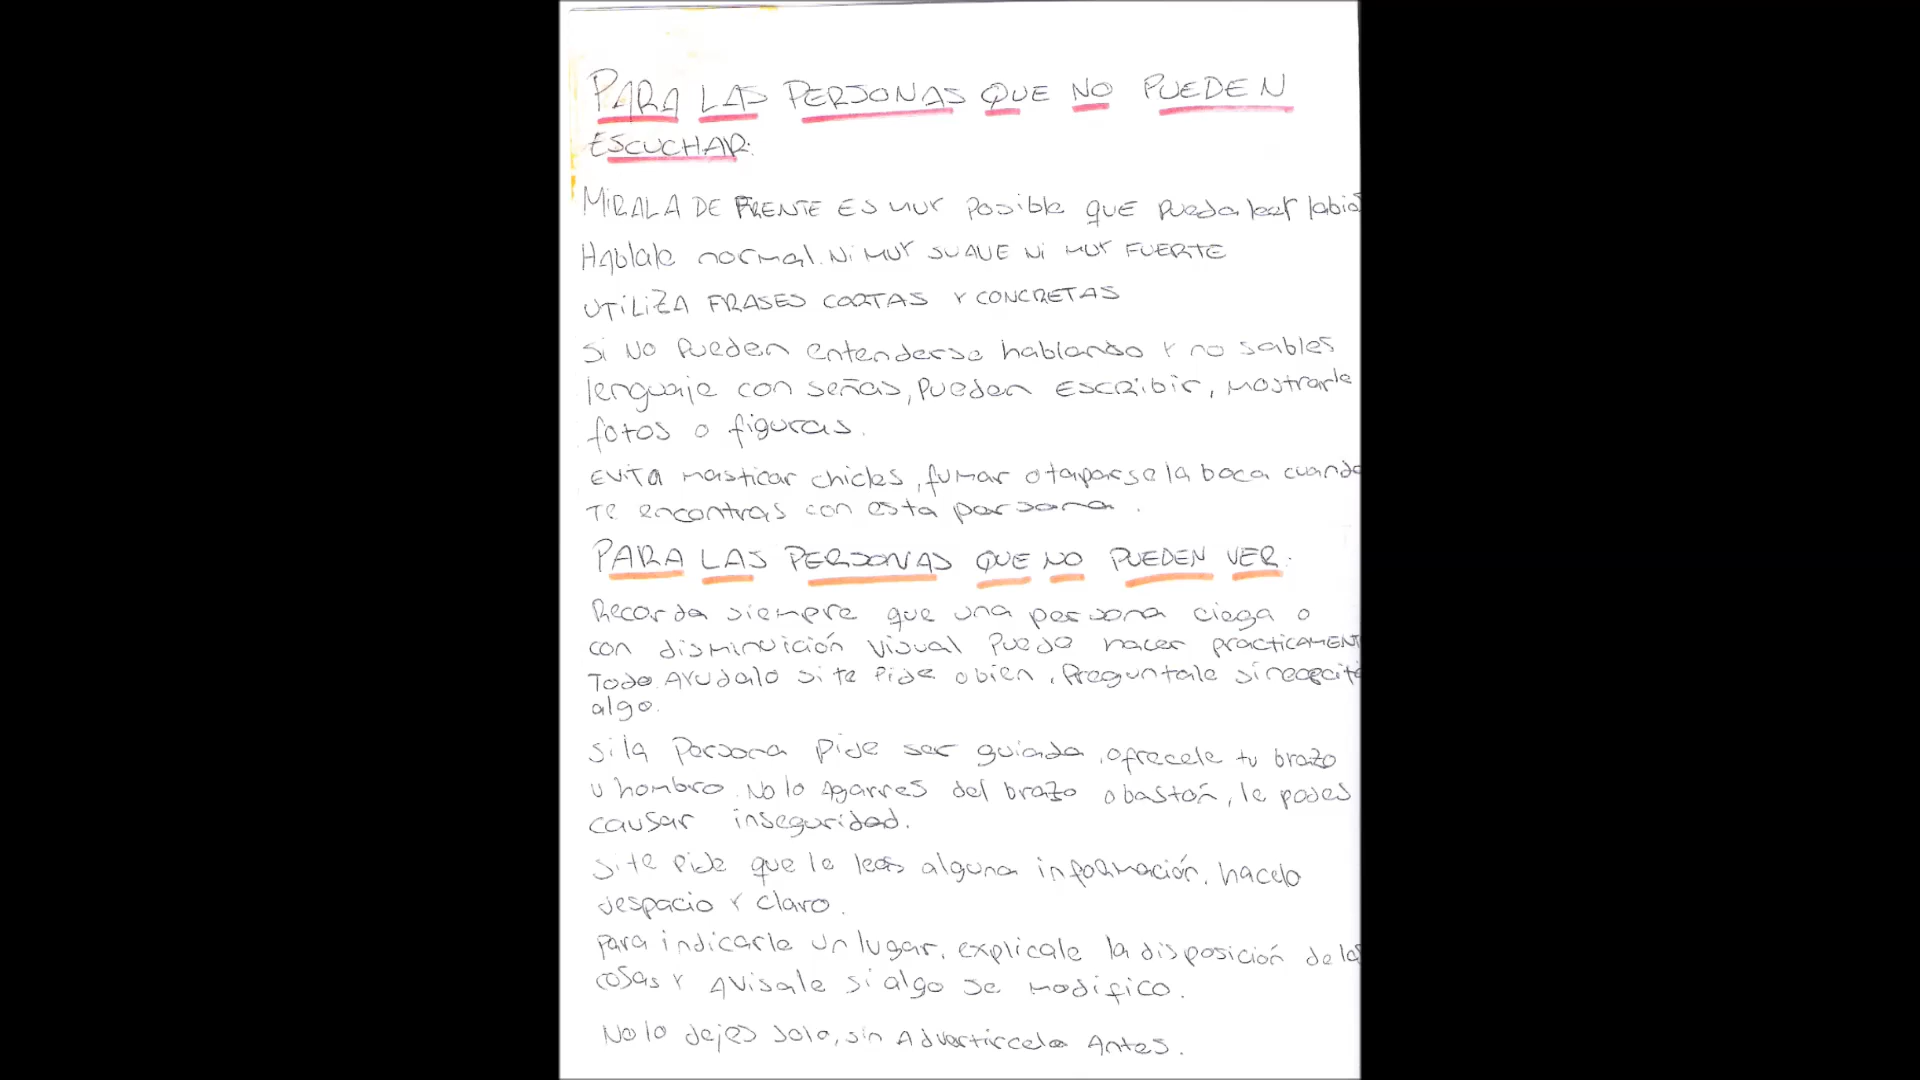 PARA LAS PERSONAS QUE NO PUEDEN
ESCUCHAR:
MIRALA DE FRENTE ES MUY posible que pueda leer labio
Hablale normal. Ni MUY SUAVE Ni MUY FUERTE
UTILIZA FRASES CORTAS Y CONCRETAS
Si NO Pueden entenderse hablando Y no sables
lenguaje con señas, pueden escribir, mostrarle
fotos o figuras.
EVITA masticar chicles, fumar o taparse la boca cuando
Te encontras con esta persona.
PARA LAS PERSONAS QUE NO PUEDEN VER:
Recorda siempre que una persona ciega o
con disminuición visual puede hacer practicament
Todo. Ayudalo si te pide o bien, Preguntale si
algo.
Si la persona pide ser guiada, ofrecele tu brazo
u hombro. No lo Agarres del brazo o bastoñ, le podes
causar inseguridad.
Si te pide que le leas alguna información, hacelo
despacio y claro.
para indicarle un lugar, explicale la disposición de las
cosas y Avisale si algo se modifico.
No lo dejes solo, sin Advertircelo Antes.